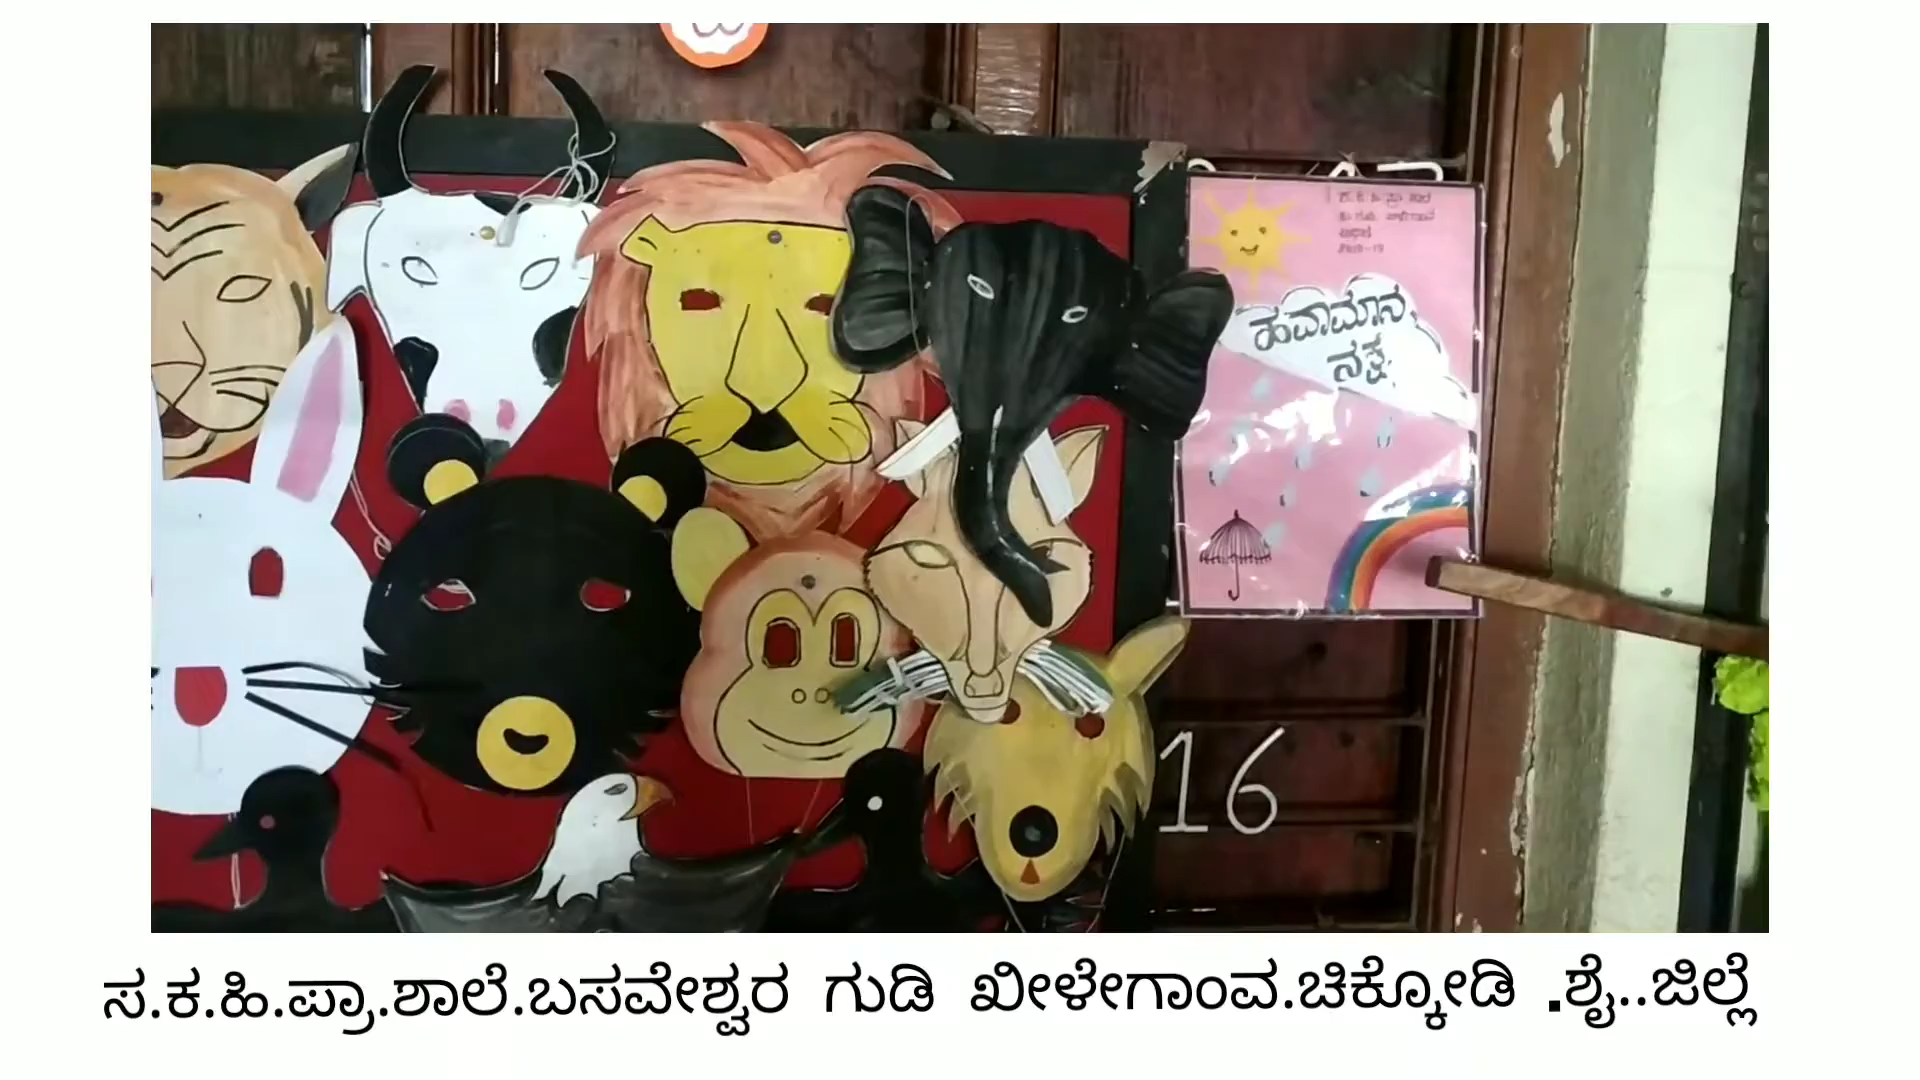 ಹವಾಮಾನ
ನಕ್ಷೆ
16
ಸ.ಕ.ಹಿ.ಪ್ರಾ.ಶಾಲೆ.ಬಸವೇಶ್ವರ ಗುಡಿ ಖೀಳೇಗಾಂವ.ಚಿಕ್ಕೋಡಿ .ಶೈ..ಜಿಲ್ಲೆ